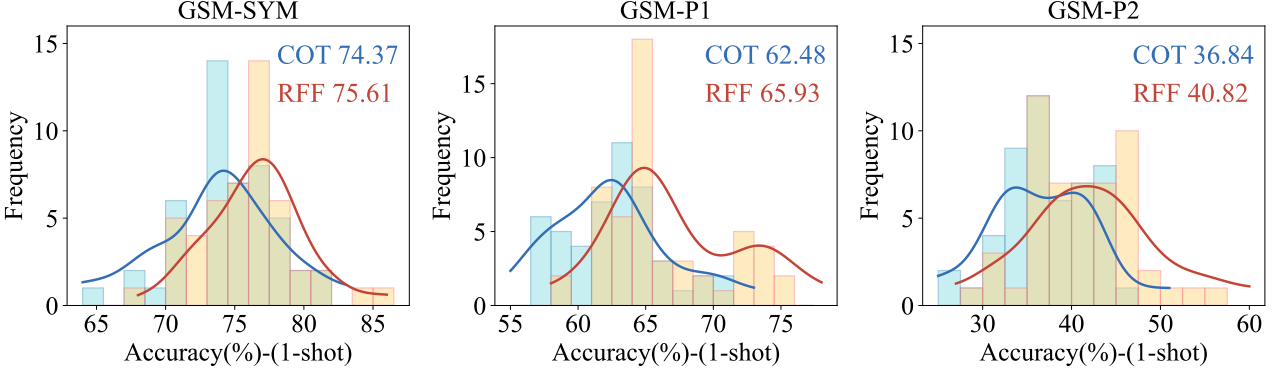 GSM-SYM
15
10
5
0
Frequency
COT 74.37
RFF 75.61
65 70 75 80 85
Accuracy(%)-(1-shot)
GSM-P1
15
10
5
0
Frequency
COT 62.48
RFF 65.93
55 60 65 70 75
Accuracy(%)-(1-shot)
GSM-P2
15
10
5
0
Frequency
COT 36.84
RFF 40.82
30 40 50 60
Accuracy(%)-(1-shot)